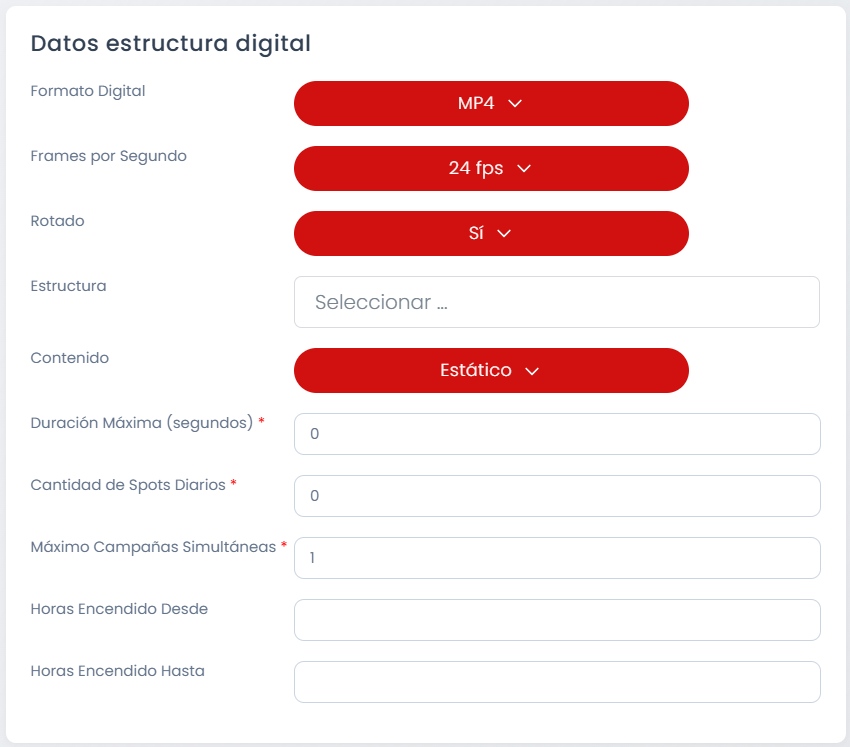 Datos estructura digital
Formato Digital
MP4
Frames por Segundo
24 fps
Rotado
Sí
Estructura
Seleccionar ...
Contenido
Estático
Duración Máxima (segundos) *
0
Cantidad de Spots Diarios *
0
Máximo Campañas Simultáneas *
1
Horas Encendido Desde
Horas Encendido Hasta